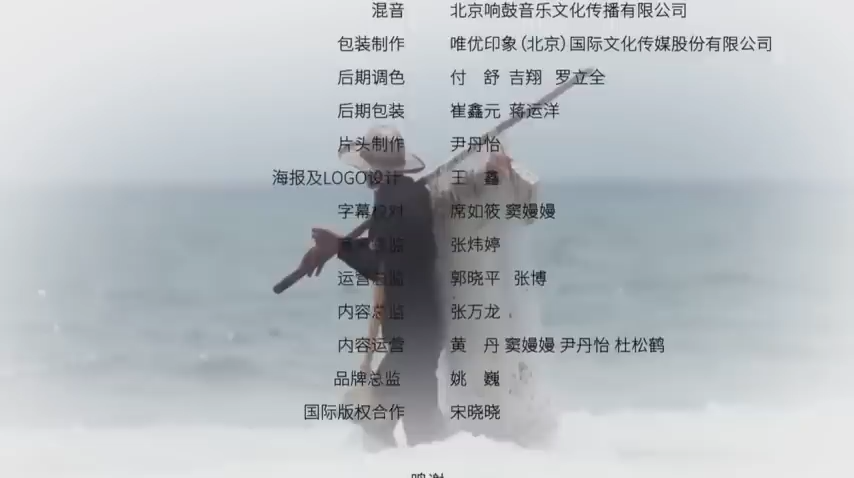 混音 北京响鼓音乐文化传播有限公司
包装制作 唯优印象(北京)国际文化传媒股份有限公司
后期调色 付 舒 吉翔 罗立全
后期包装 崔鑫元 蒋运洋
片头制作 尹丹怡
海报及LOGO设计 王 鑫
字幕校对 席如筱 窦嫚嫚
张炜婷
运营总监 郭晓平 张博
内容总监 张万龙
内容运营 黄 丹 窦嫚嫚 尹丹怡 杜松鹤
品牌总监 姚 巍
国际版权合作 宋晓晓
鸣谢